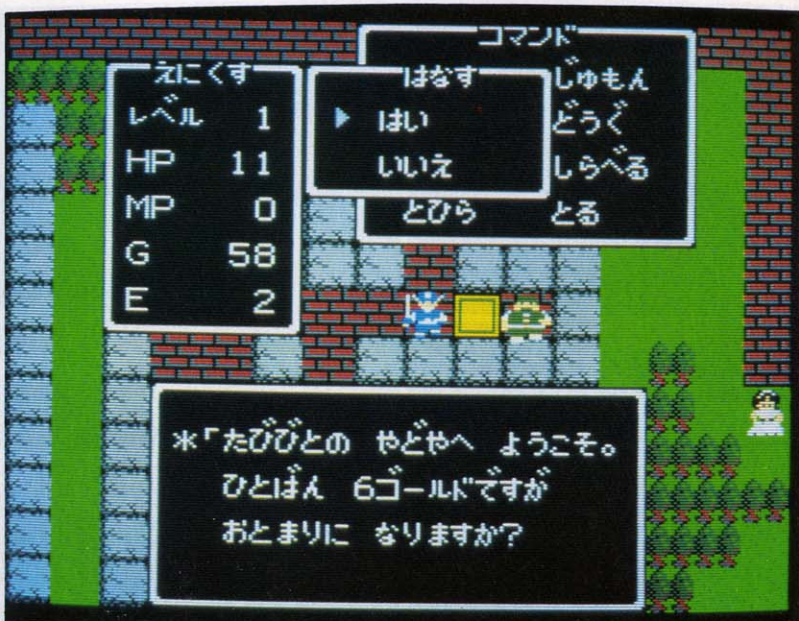 コマンド
じゅもん
どうぐ
しらべる
とびら とる
はなす
はい
いいえ
えにくす
レベル 1
HP 11
MP 0
G 58
E 2
*「たびびとの やどやへ ようこそ。
ひとばん 6ゴールドですが
おとまりに なりますか?